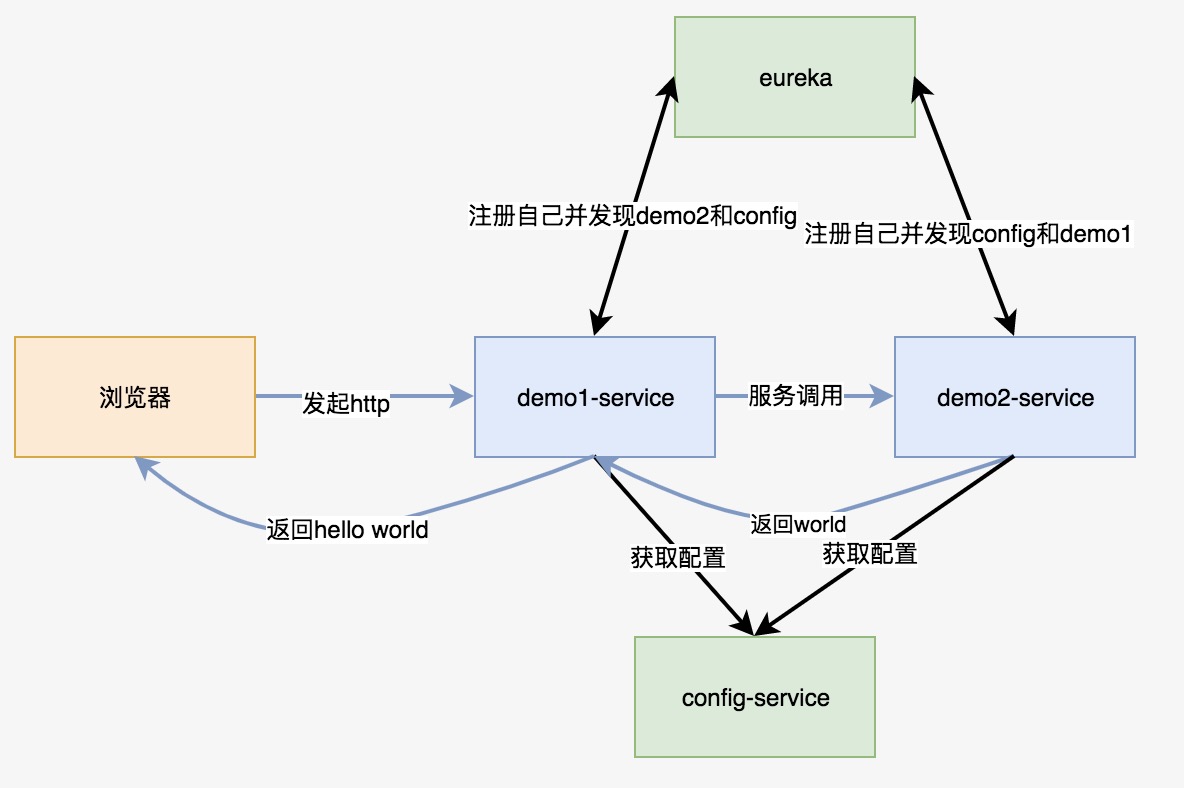 eureka
注册自己并发现demo2和config
注册自己并发现config和demo1
浏览器
发起http
demo1-service
服务调用
demo2-service
返回hello world
返回world
获取配置
获取配置
config-service